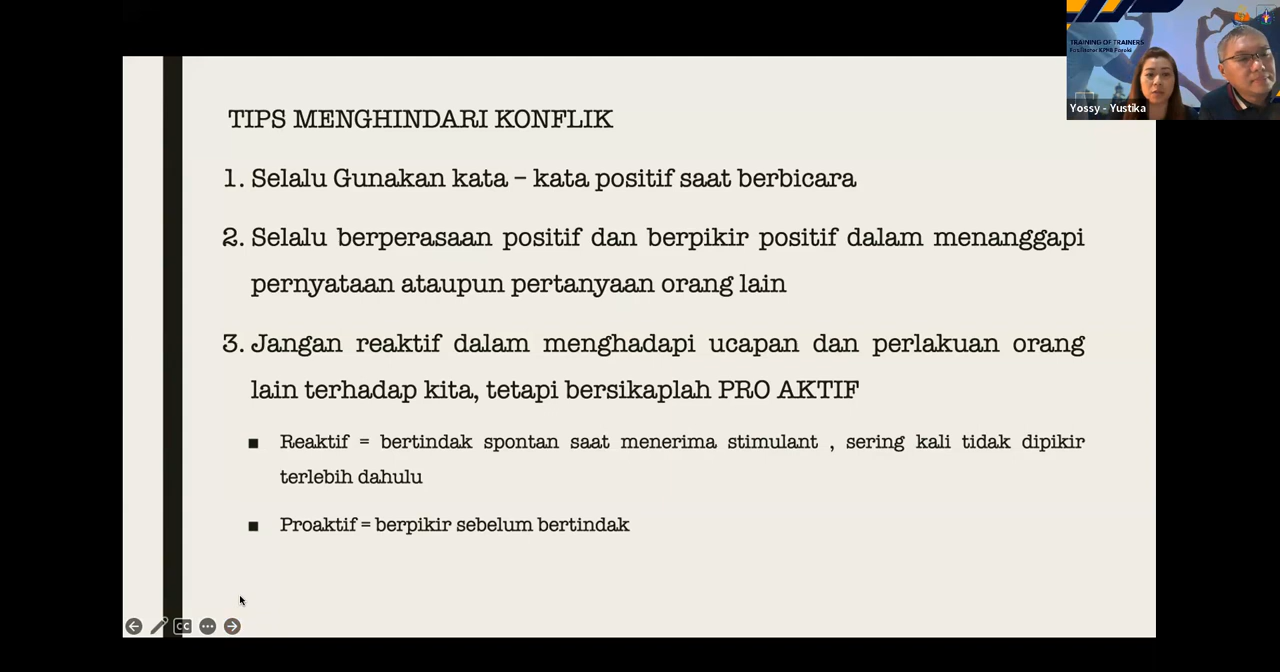 TRAINING OF TRAINERS
Yossy - Yustika
TIPS MENGHINDARI KONFLIK
1. Selalu Gunakan kata – kata positif saat berbicara
2. Selalu berperasaan positif dan berpikir positif dalam menanggapi
pernyataan ataupun pertanyaan orang lain
3. Jangan reaktif dalam menghadapi ucapan dan perlakuan orang
lain terhadap kita, tetapi bersikaplah PRO AKTIF
■ Reaktif = bertindak spontan saat menerima stimulant , sering kali tidak dipikir
terlebih dahulu
■ Proaktif = berpikir sebelum bertindak
CC